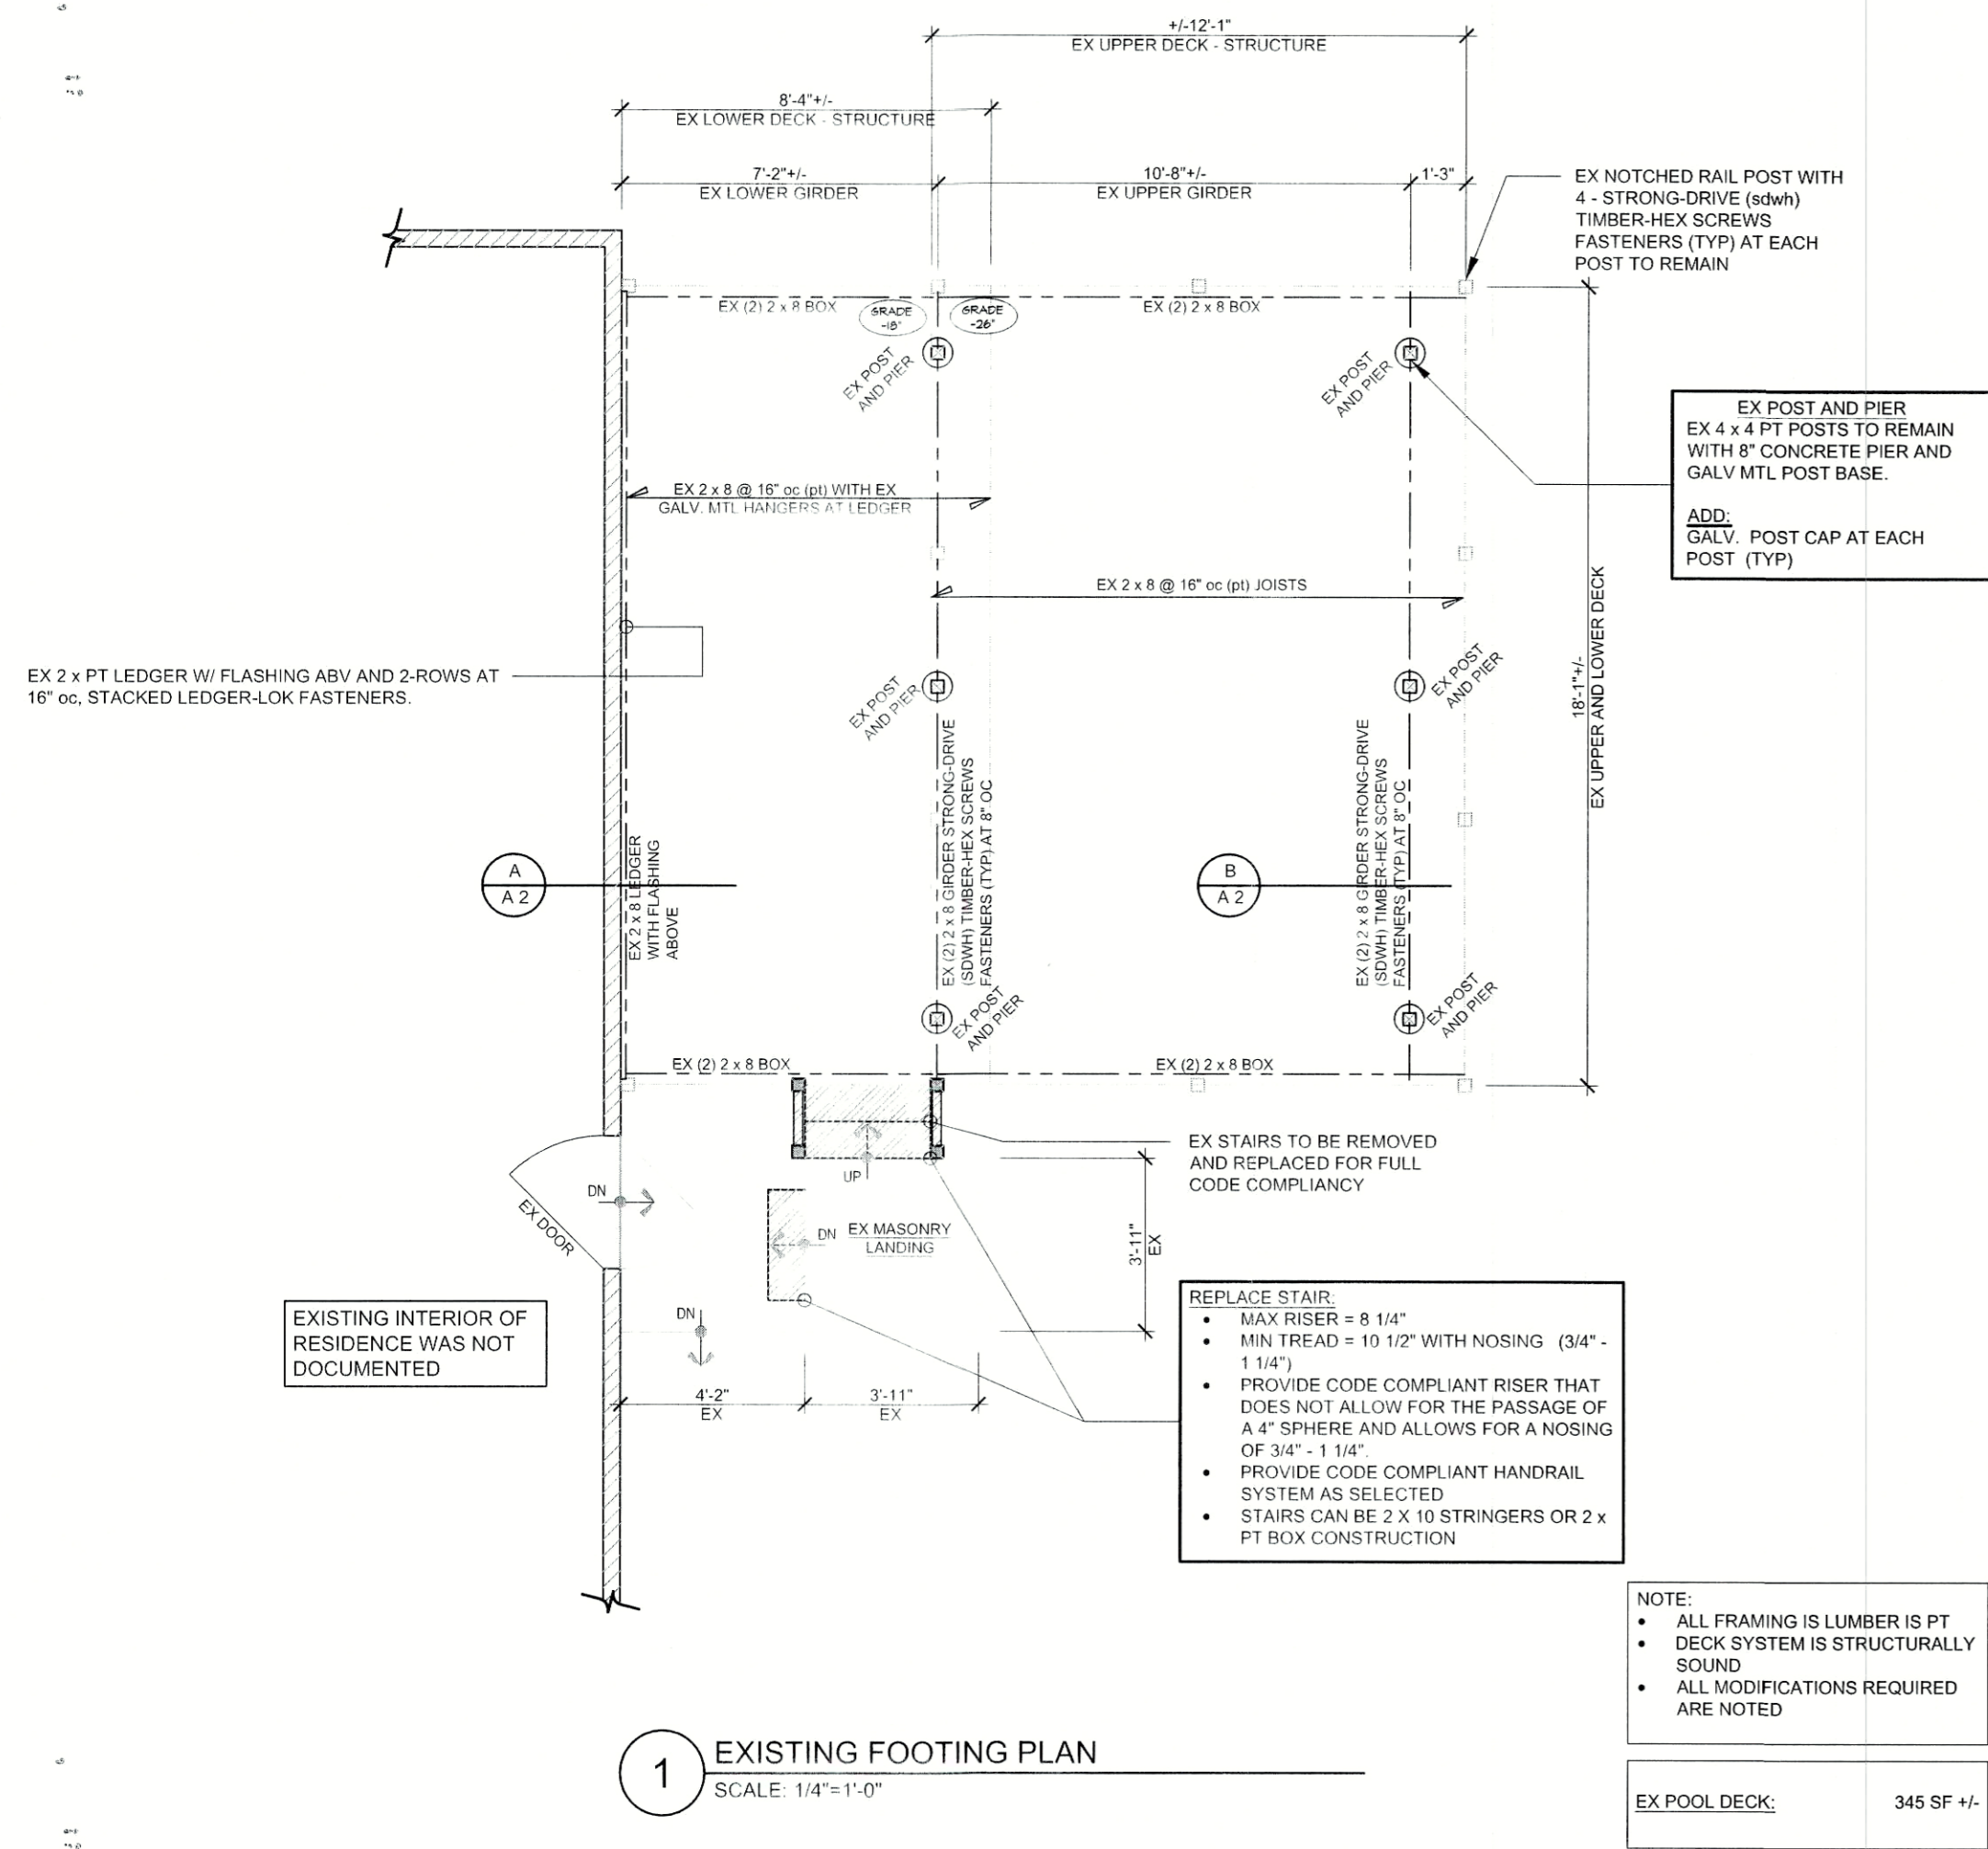 +/-12'-1"
EX UPPER DECK - STRUCTURE
8'-4"+/-
EX LOWER DECK - STRUCTURE
7'-2"+/-
EX LOWER GIRDER
10'-8"+/-
EX UPPER GIRDER
1'-3"
EX NOTCHED RAIL POST WITH
4 - STRONG-DRIVE (sdwh)
TIMBER-HEX SCREWS
FASTENERS (TYP) AT EACH
POST TO REMAIN
EX (2) 2 x 8 BOX
GRADE
-18"
GRADE
-26"
EX (2) 2 x 8 BOX
EX POST
AND PIER
EX POST
AND PIER
EX POST AND PIER
EX 4 x 4 PT POSTS TO REMAIN
WITH 8" CONCRETE PIER AND
GALV MTL POST BASE.
ADD:
GALV. POST CAP AT EACH
POST (TYP)
EX 2 x 8 @ 16" oc (pt) WITH EX
GALV. MTL HANGERS AT LEDGER
EX 2 x 8 @ 16" oc (pt) JOISTS
18'-1"+/-
EX UPPER AND LOWER DECK
EX 2 x PT LEDGER W/ FLASHING ABV AND 2-ROWS AT
16" oc, STACKED LEDGER-LOK FASTENERS.
EX POST
AND PIER
EX POST
AND PIER
EX (2) 2 x 8 GIRDER STRONG-DRIVE
(SDWH) TIMBER-HEX SCREWS
FASTENERS (TYP) AT 8" OC
EX (2) 2 x 8 GIRDER STRONG-DRIVE
(SDWH) TIMBER-HEX SCREWS
FASTENERS (TYP) AT 8" OC
A
A 2
EX 2 x 8 LEDGER
WITH FLASHING
ABOVE
B
A 2
EX POST
AND PIER
EX POST
AND PIER
EX (2) 2 x 8 BOX
EX (2) 2 x 8 BOX
EX STAIRS TO BE REMOVED
AND REPLACED FOR FULL
CODE COMPLIANCY
UP
DN
EX DOOR
DN
EX MASONRY
LANDING
3'-11"
EX
DN
EXISTING INTERIOR OF
RESIDENCE WAS NOT
DOCUMENTED
4'-2"
EX
3'-11"
EX
REPLACE STAIR:
• MAX RISER = 8 1/4"
• MIN TREAD = 10 1/2" WITH NOSING (3/4" -
1 1/4")
• PROVIDE CODE COMPLIANT RISER THAT
DOES NOT ALLOW FOR THE PASSAGE OF
A 4" SPHERE AND ALLOWS FOR A NOSING
OF 3/4" - 1 1/4".
• PROVIDE CODE COMPLIANT HANDRAIL
SYSTEM AS SELECTED
• STAIRS CAN BE 2 X 10 STRINGERS OR 2 x
PT BOX CONSTRUCTION
NOTE:
• ALL FRAMING IS LUMBER IS PT
• DECK SYSTEM IS STRUCTURALLY
SOUND
• ALL MODIFICATIONS REQUIRED
ARE NOTED
1
EXISTING FOOTING PLAN
SCALE: 1/4"=1'-0"
EX POOL DECK: 345 SF +/-